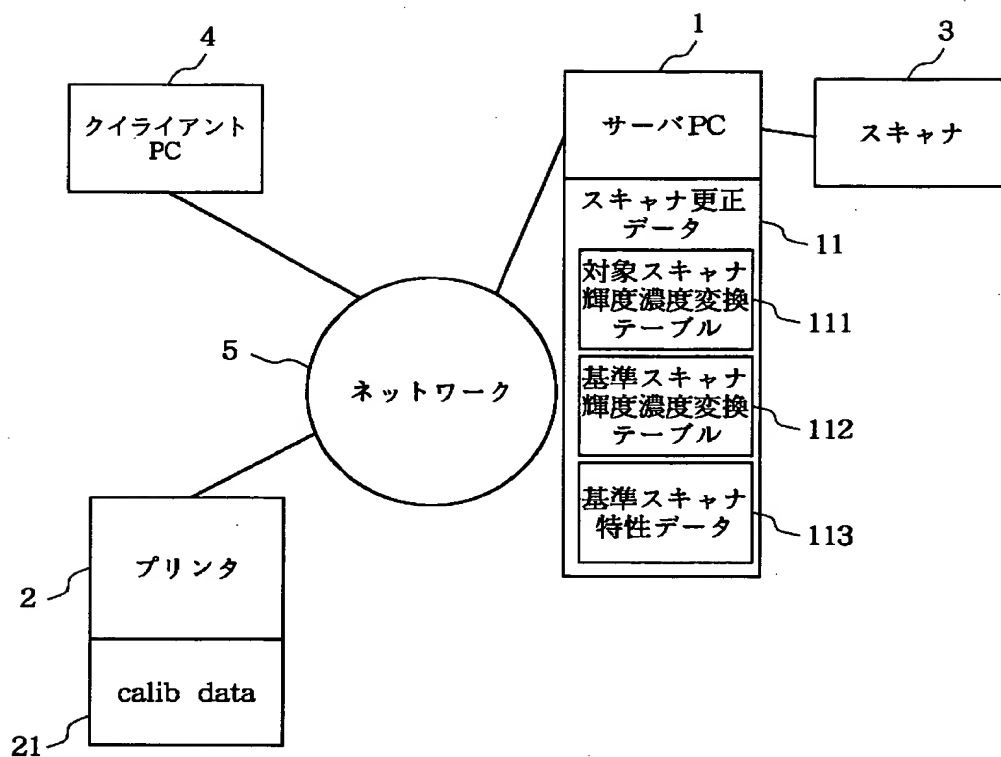 4
クイライアント
PC
1
サーバPC
3
スキャナ
スキャナ更正
データ
11
対象スキャナ
輝度濃度変換
テーブル
111
基準スキャナ
輝度濃度変換
テーブル
112
基準スキャナ
特性データ
113
5
ネットワーク
プリンタ
2
calib data
21